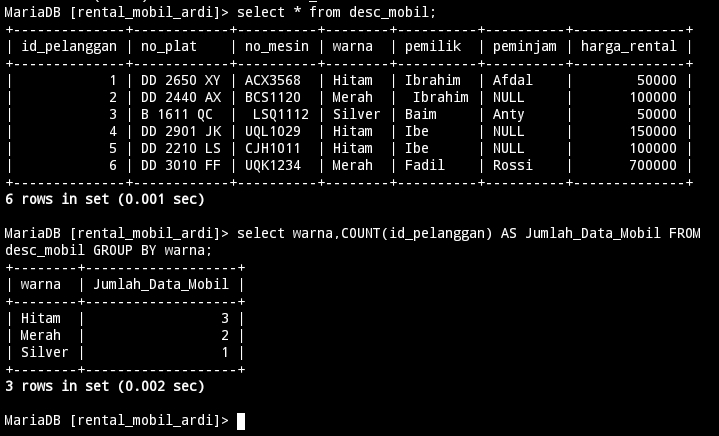 MariaDB [rental_mobil_ardi]> select * from desc_mobil;
+--------------+------------+----------+--------+----------+----------+--------------+
| id_pelanggan | no_plat    | no_mesin | warna  | pemilik  | peminjam | harga_rental |
+--------------+------------+----------+--------+----------+----------+--------------+
|            1 | DD 2650 XY | ACX3568  | Hitam  | Ibrahim  | Afdal    |        50000 |
|            2 | DD 2440 AX | BCS1120  | Merah  |  Ibrahim | NULL     |       100000 |
|            3 | B 1611 QC  |  LSQ1112 | Silver | Baim     | Anty     |        50000 |
|            4 | DD 2901 JK | UQL1029  | Hitam  | Ibe      | NULL     |       150000 |
|            5 | DD 2210 LS | CJH1011  | Hitam  | Ibe      | NULL     |       100000 |
|            6 | DD 3010 FF | UQK1234  | Merah  | Fadil    | Rossi    |       700000 |
+--------------+------------+----------+--------+----------+----------+--------------+
6 rows in set (0.001 sec)
MariaDB [rental_mobil_ardi]> select warna,COUNT(id_pelanggan) AS Jumlah_Data_Mobil FROM
desc_mobil GROUP BY warna;
+--------+-------------------+
| warna  | Jumlah_Data_Mobil |
+--------+-------------------+
| Hitam  |                 3 |
| Merah  |                 2 |
| Silver |                 1 |
+--------+-------------------+
3 rows in set (0.002 sec)
MariaDB [rental_mobil_ardi]>